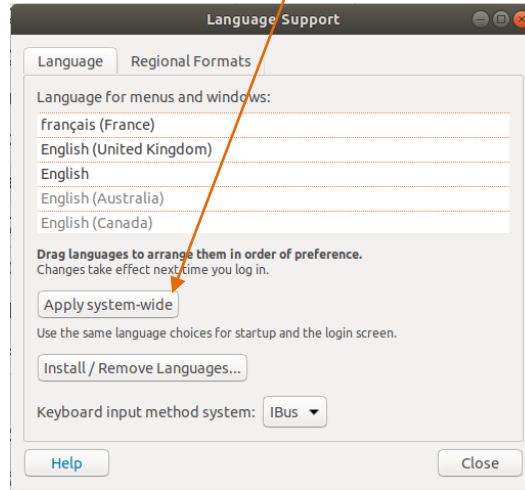 Language Support
Language Regional Formats
Language for menus and windows:
français (France)
English (United Kingdom)
English
English (Australia)
English (Canada)
Drag languages to arrange them in order of preference.
Changes take effect next time you log in.
Apply system-wide
Use the same language choices for startup and the login screen.
Install / Remove Languages...
Keyboard input method system: IBus
Help Close